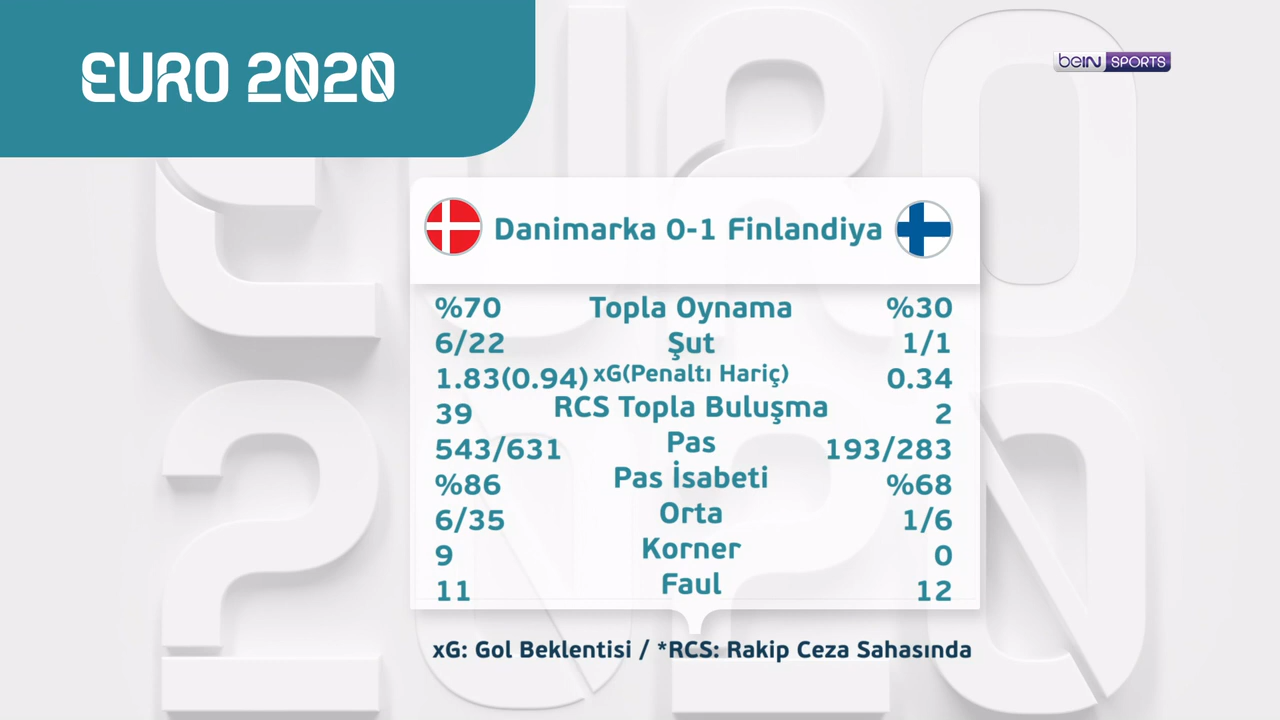 EURO 2020
beIN SPORTS
Danimarka 0-1 Finlandiya
%70 Topla Oynama %30
6/22 Şut 1/1
1.83(0.94) xG(Penaltı Hariç) 0.34
39 RCS Topla Buluşma 2
543/631 Pas 193/283
%86 Pas İsabeti %68
6/35 Orta 1/6
9 Korner 0
11 Faul 12
xG: Gol Beklentisi / *RCS: Rakip Ceza Sahasında